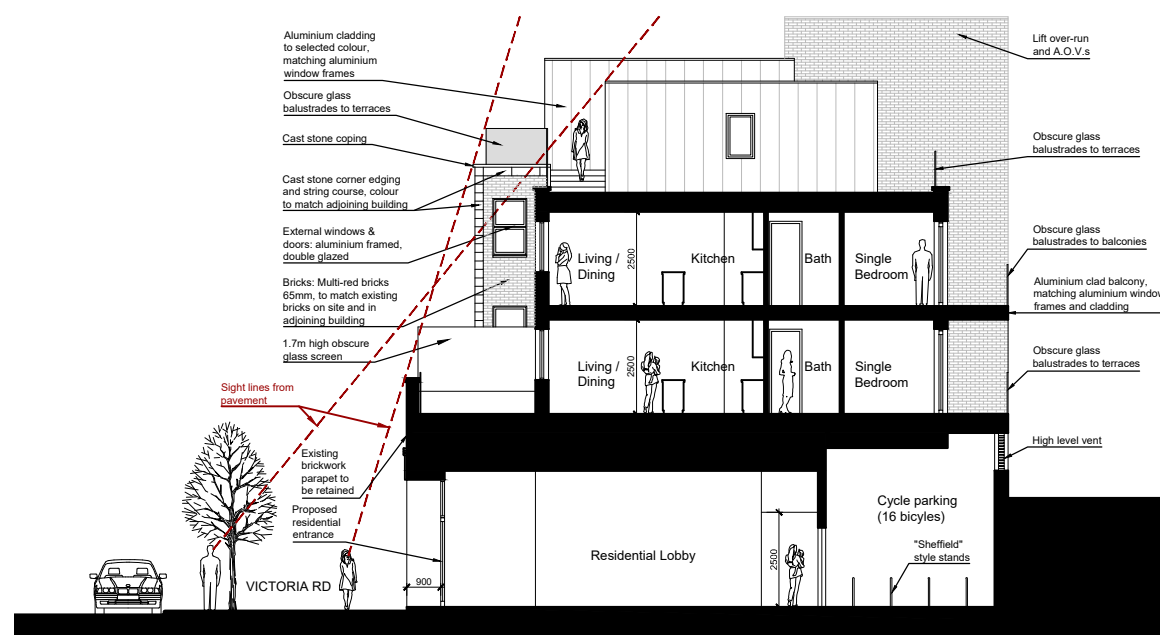 Aluminium cladding
to selected colour,
matching aluminium
window frames
Obscure glass
balustrades to terraces
Cast stone coping
Cast stone corner edging
and string course, colour
to match adjoining building
External windows &
doors: aluminium framed,
double glazed
Bricks: Multi-red bricks
65mm, to match existing
bricks on site and in
adjoining building
1.7m high obscure
glass screen
Sight lines from
pavement
Existing
brickwork
parapet to
be retained
Proposed
residential
entrance
VICTORIA RD
900
Living /
Dining
2500
Kitchen
Bath
Single
Bedroom
Living /
Dining
2500
Kitchen
Bath
Single
Bedroom
Residential Lobby
2500
Cycle parking
(16 bicyles)
"Sheffield"
style stands
Lift over-run
and A.O.V.s
Obscure glass
balustrades to terraces
Obscure glass
balustrades to balconies
Aluminium clad balcony,
matching aluminium window
frames and cladding
Obscure glass
balustrades to terraces
High level vent